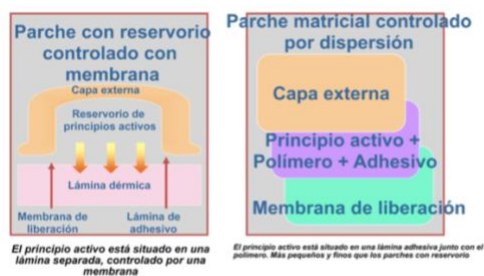 Parche con reservorio
controlado con
membrana
Capa externa
Reservorio de
principios activos
Lámina dérmica
Membrana de
liberación
Lámina de
adhesivo
El principio activo está situado en una
lámina separada, controlado por una
membrana
Parche matricial controlado
por dispersión
Capa externa
Principio activo +
Polímero + Adhesivo
Membrana de liberación
El principio activo está situado en una lámina adhesiva junto con el
polímero. Más pequeños y finos que los parches con reservorio